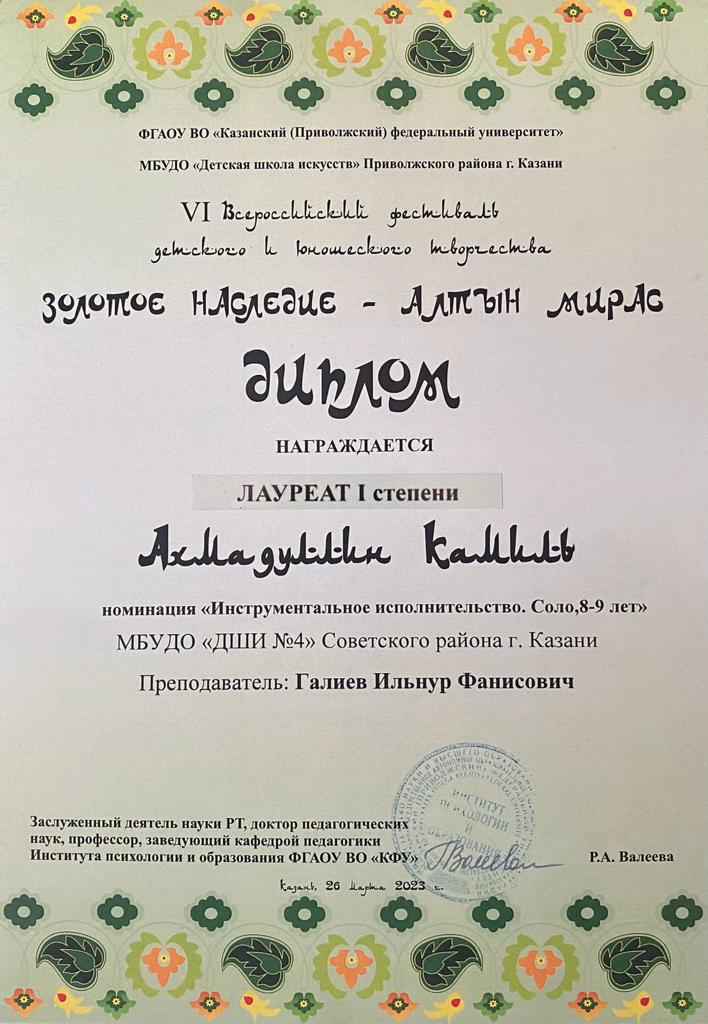 ФГАОУ ВО «Казанский (Приволжский) федеральный университет»
МБУДО «Детская школа искусств» Приволжского района г. Казани
VI Всероссийский фестиваль
детского и юношеского творчества
ЗОЛОТОЕ НАСЛЕДИЕ - АЛТЫН МИРАС
ДИПЛОМ
НАГРАЖДАЕТСЯ
ЛАУРЕАТ I степени
Ахмадуллин Камиль
номинация «Инструментальное исполнительство. Соло,8-9 лет»
МБУДО «ДШИ №4» Советского района г. Казани
Преподаватель: Галиев Ильнур Фанисович
ИНСТИТУТ
ПСИХОЛОГИИ
И
ОБРАЗОВАНИЯ
Заслуженный деятель науки РТ, доктор педагогических
наук, профессор, заведующий кафедрой педагогики
Института психологии и образования ФГАОУ ВО «КФУ»
Р.А. Валеева
Казань, 26 марта 2023 г.